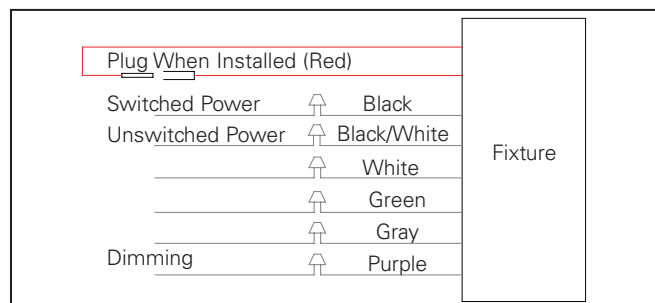 Plug When Installed (Red)
Switched Power Black
Unswitched Power Black/White
White
Green
Gray
Dimming Purple
Fixture